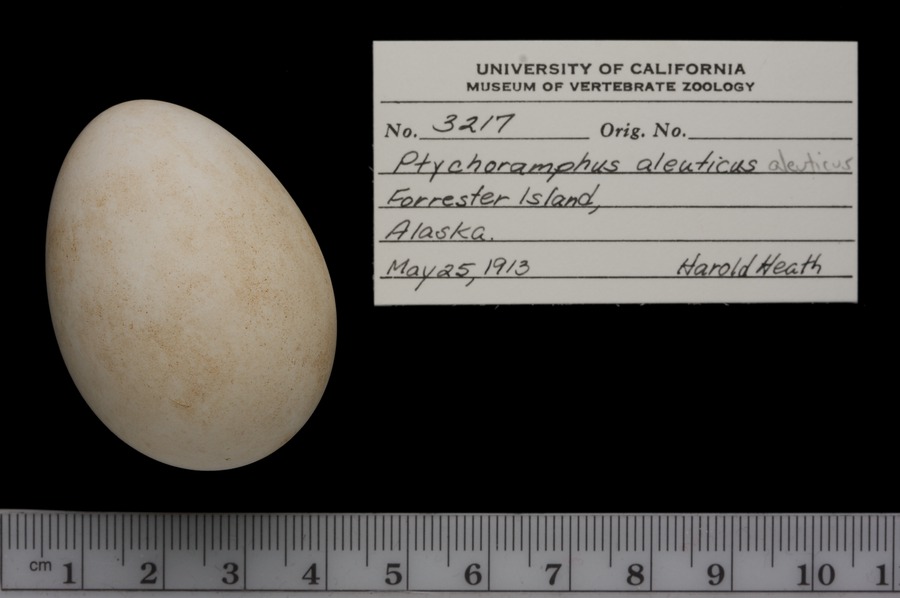 UNIVERSITY OF CALIFORNIA
MUSEUM OF VERTEBRATE ZOOLOGY
No. 3217 Orig. No.
Ptychoramphus aleuticus aleuticus
Forrester Island,
Alaska.
May 25, 1913 Harold Heath
cm 1 2 3 4 5 6 7 8 9 10 1